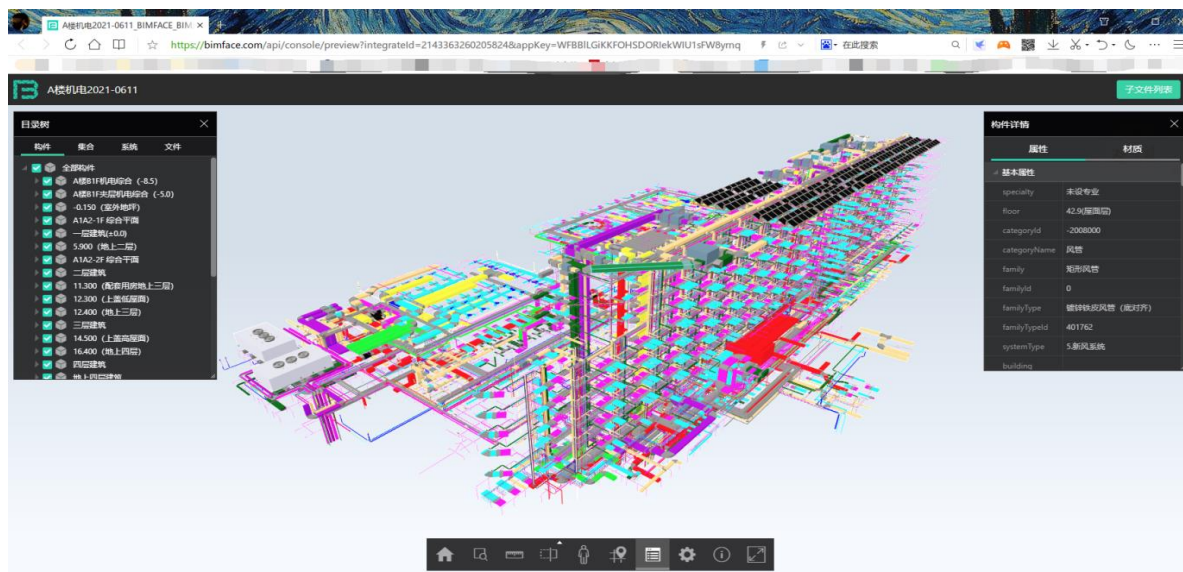 A楼机电2021-0611_BIMFACE_BIM
https://bimface.com/api/console/preview?integrateId=2143363260205824&appKey=WFBBlLGiKKFOHSDORlekWIU1sFW8ymq
在此搜索
A楼机电2021-0611
子文件列表
目录树
构件 集合 系统 文件
全部构件
A楼B1F机电综合 (-8.5)
A楼B1F夹层机电综合 (-5.0)
-0.150 (室外地坪)
A1A2-1F 综合平面
一层建筑(±0.0)
5.900 (地上二层)
A1A2-2F 综合平面
二层建筑
11.300 (配套用房地上三层)
12.300 (上盖低屋面)
12.400 (地上三层)
三层建筑
14.500 (上盖高屋面)
16.400 (地上四层)
四层建筑
地上四层建筑
构件详情
属性 材质
基本属性
specialty 未设专业
floor 42.9(屋面层)
categoryId -2008000
categoryName 风管
family 矩形风管
familyId 0
familyType 镀锌铁皮风管 (底对齐)
familyTypeId 401762
systemType 5.新风系统
building